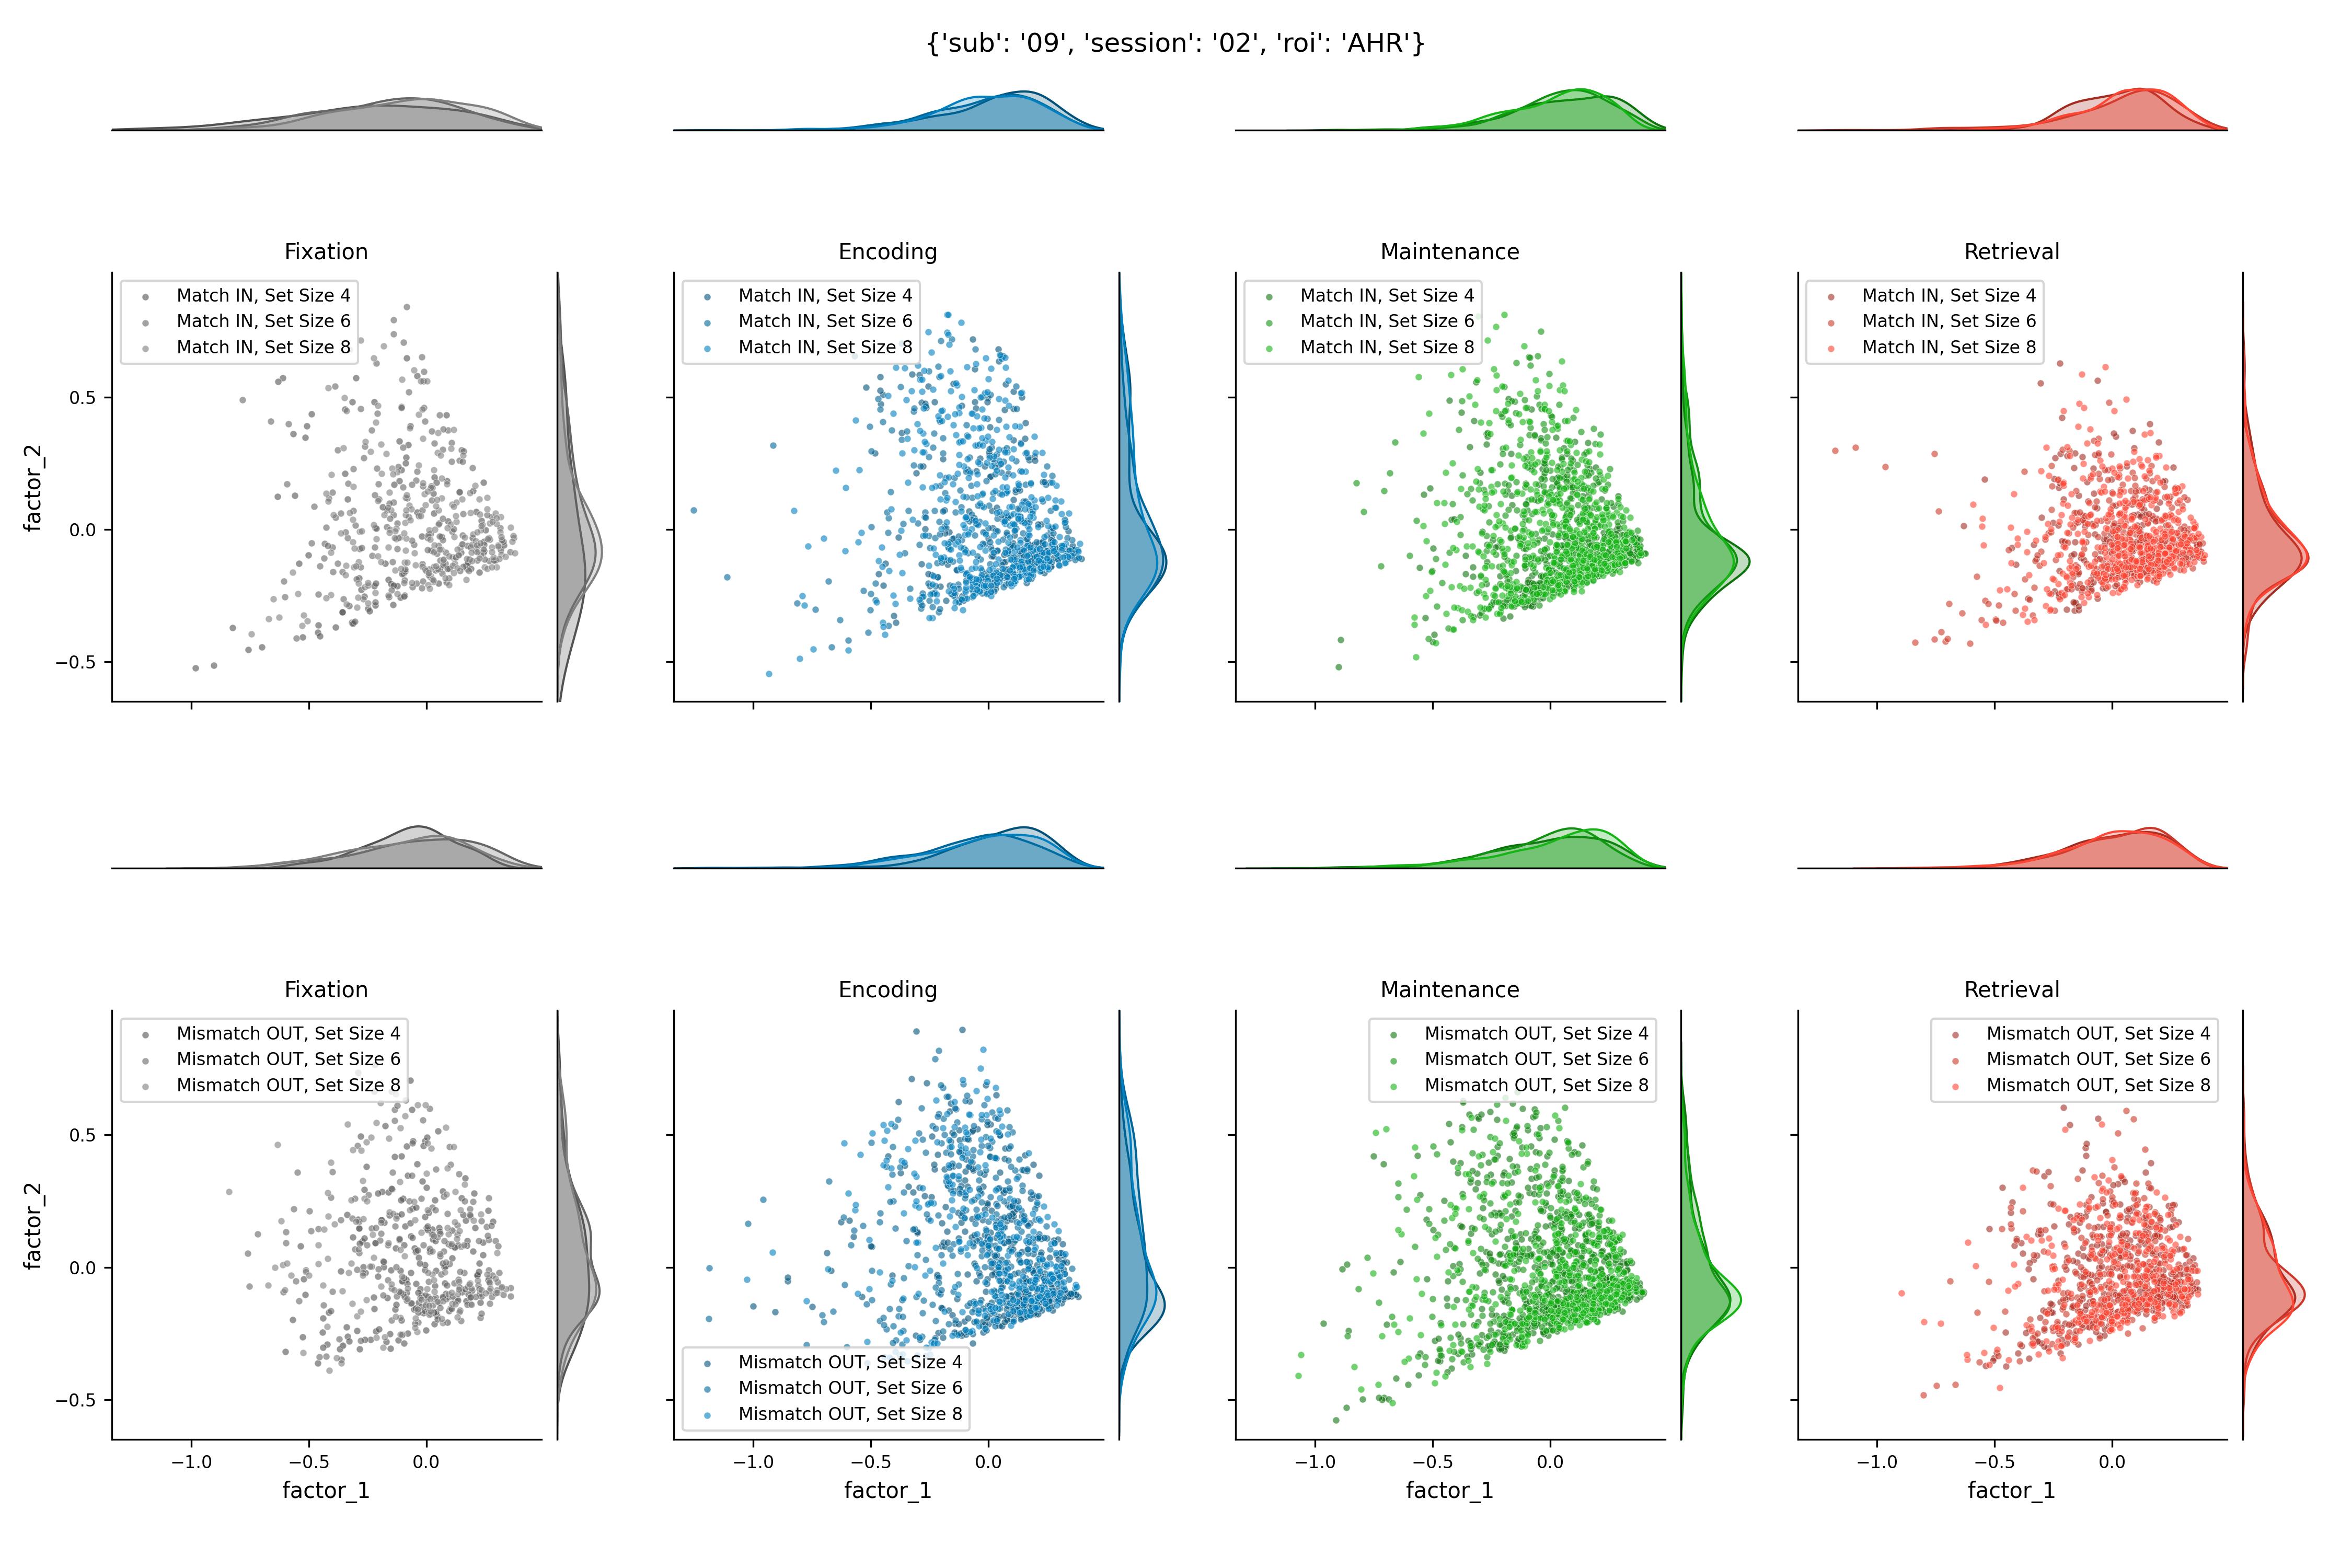 {'sub': '09', 'session': '02', 'roi': 'AHR'}
Fixation
Encoding
Maintenance
Retrieval
Match IN, Set Size 4
Match IN, Set Size 6
Match IN, Set Size 8
Match IN, Set Size 4
Match IN, Set Size 6
Match IN, Set Size 8
Match IN, Set Size 4
Match IN, Set Size 6
Match IN, Set Size 8
Match IN, Set Size 4
Match IN, Set Size 6
Match IN, Set Size 8
factor_2
0.5
0.0
−0.5
Fixation
Encoding
Maintenance
Retrieval
Mismatch OUT, Set Size 4
Mismatch OUT, Set Size 6
Mismatch OUT, Set Size 8
Mismatch OUT, Set Size 4
Mismatch OUT, Set Size 6
Mismatch OUT, Set Size 8
Mismatch OUT, Set Size 4
Mismatch OUT, Set Size 6
Mismatch OUT, Set Size 8
Mismatch OUT, Set Size 4
Mismatch OUT, Set Size 6
Mismatch OUT, Set Size 8
factor_2
0.5
0.0
−0.5
−1.0 −0.5 0.0
−1.0 −0.5 0.0
−1.0 −0.5 0.0
−1.0 −0.5 0.0
factor_1
factor_1
factor_1
factor_1